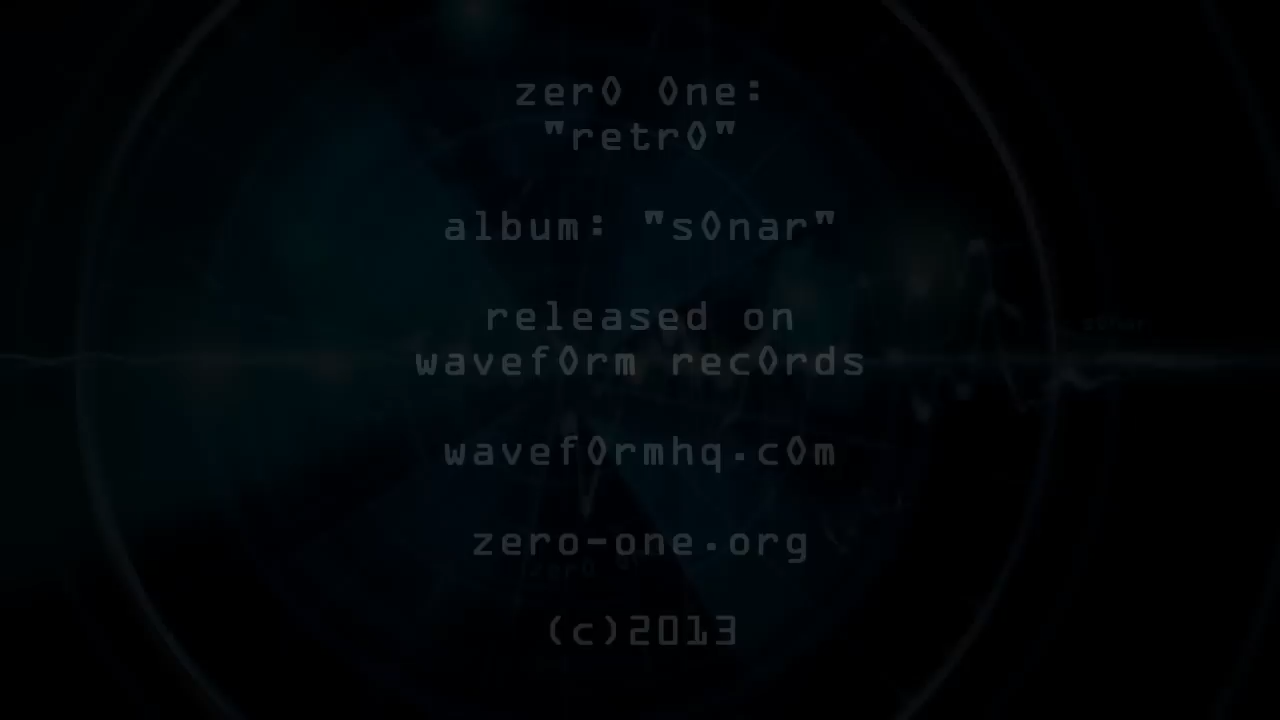 zer0 0ne:
"retr0"
album: "s0nar"
released on
wavef0rm rec0rds
wavef0rmhq.c0m
zero-one.org
(c)2013